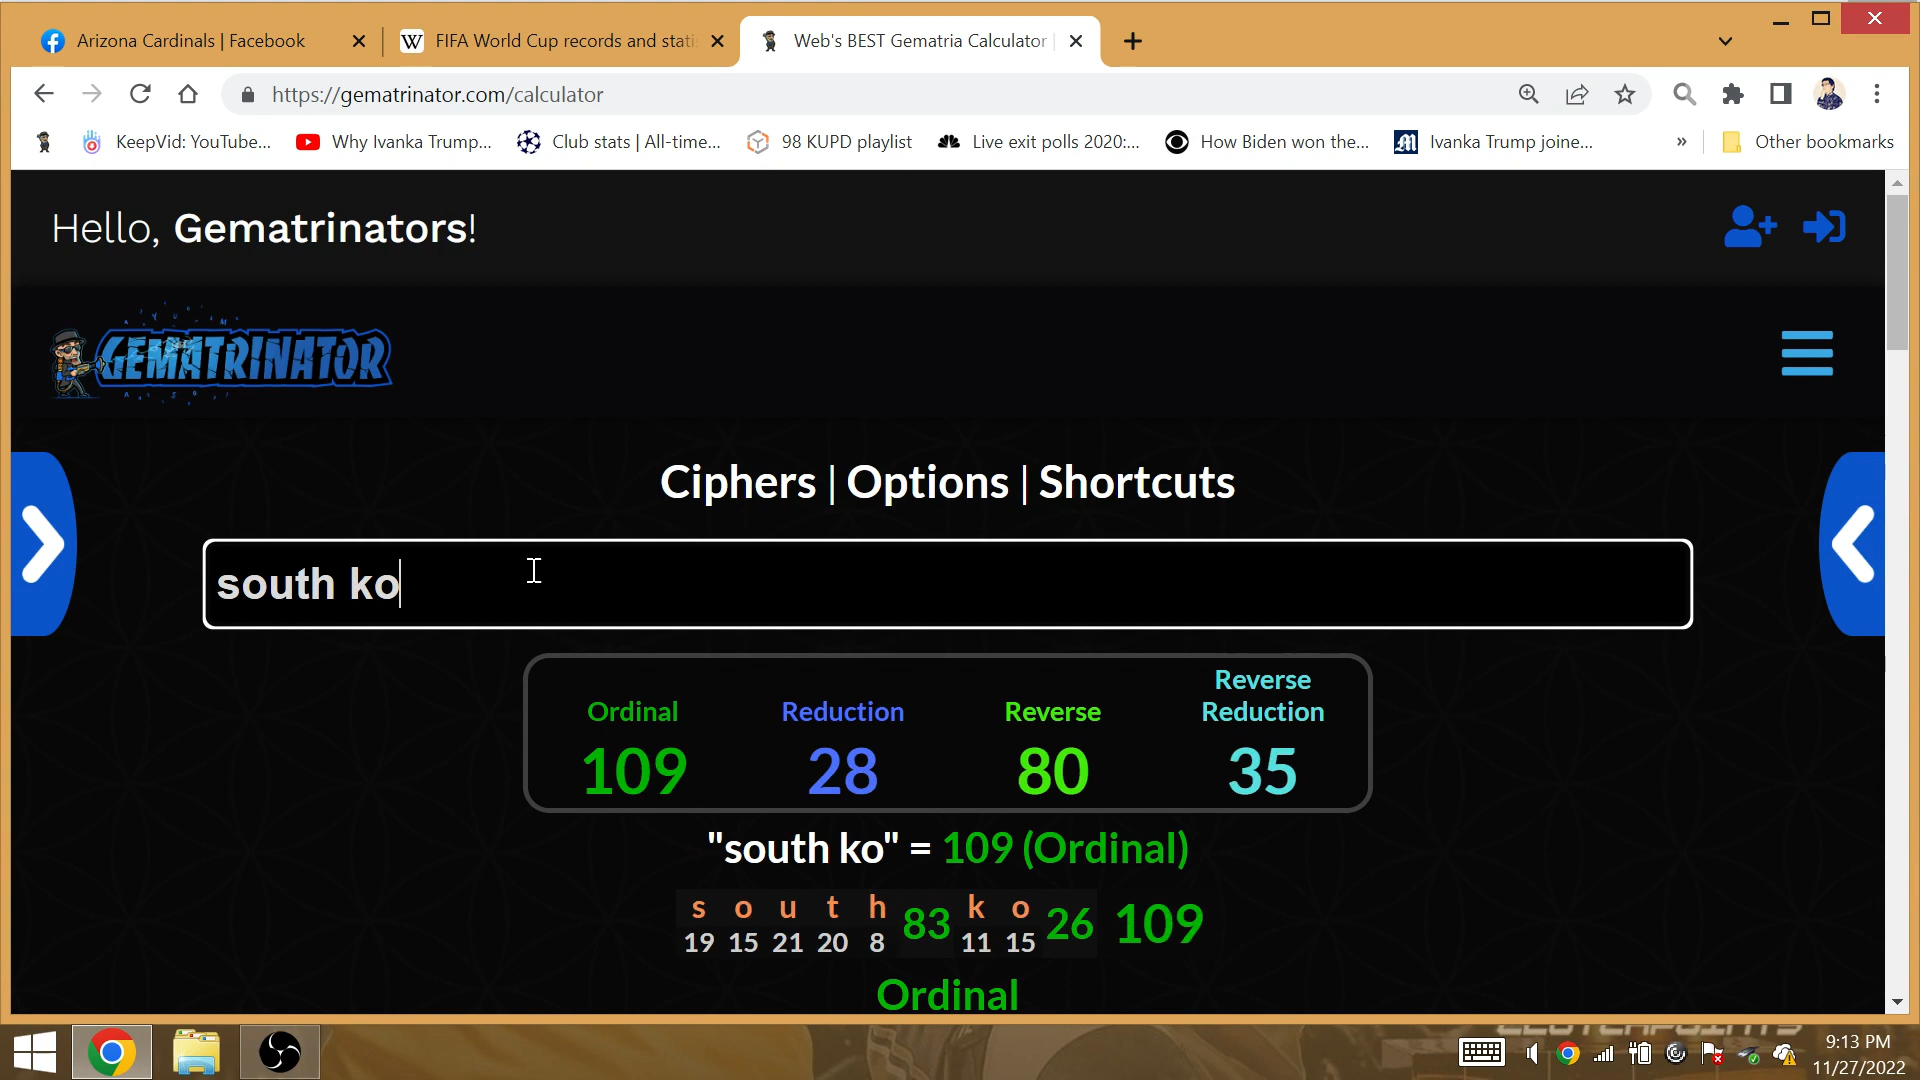 Arizona Cardinals | Facebook
FIFA World Cup records and stati
Web's BEST Gematria Calculator |
https://gematrinator.com/calculator
KeepVid: YouTube...
Why Ivanka Trump...
Club stats | All-time...
98 KUPD playlist
Live exit polls 2020:...
How Biden won the...
Ivanka Trump joine...
»
Other bookmarks
Hello, Gematrinators!
GEMATRINATOR
Ciphers | Options | Shortcuts
south ko
Ordinal Reduction Reverse Reverse Reduction
109 28 80 35
"south ko" = 109 (Ordinal)
s o u t h 83 k o 26 109
19 15 21 20 8 11 15
Ordinal
9:13 PM
11/27/2022